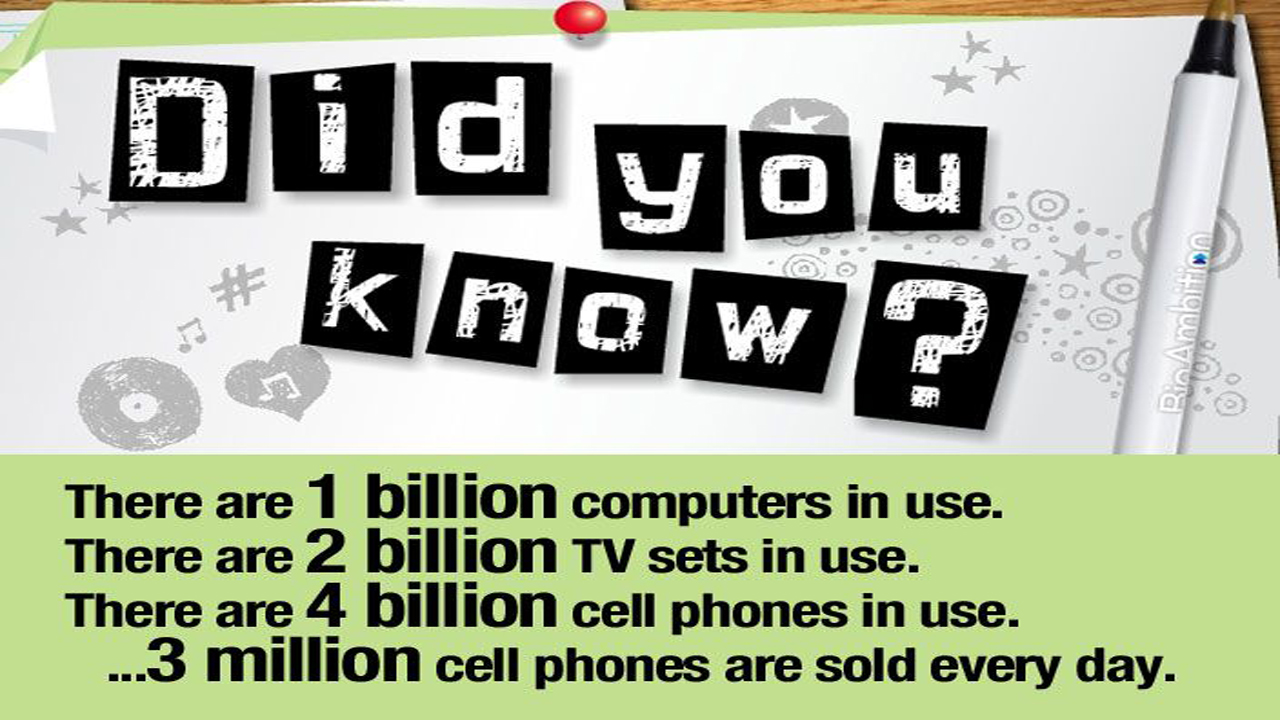 Did you
know?
BioAmbition
There are 1 billion computers in use.
There are 2 billion TV sets in use.
There are 4 billion cell phones in use.
...3 million cell phones are sold every day.